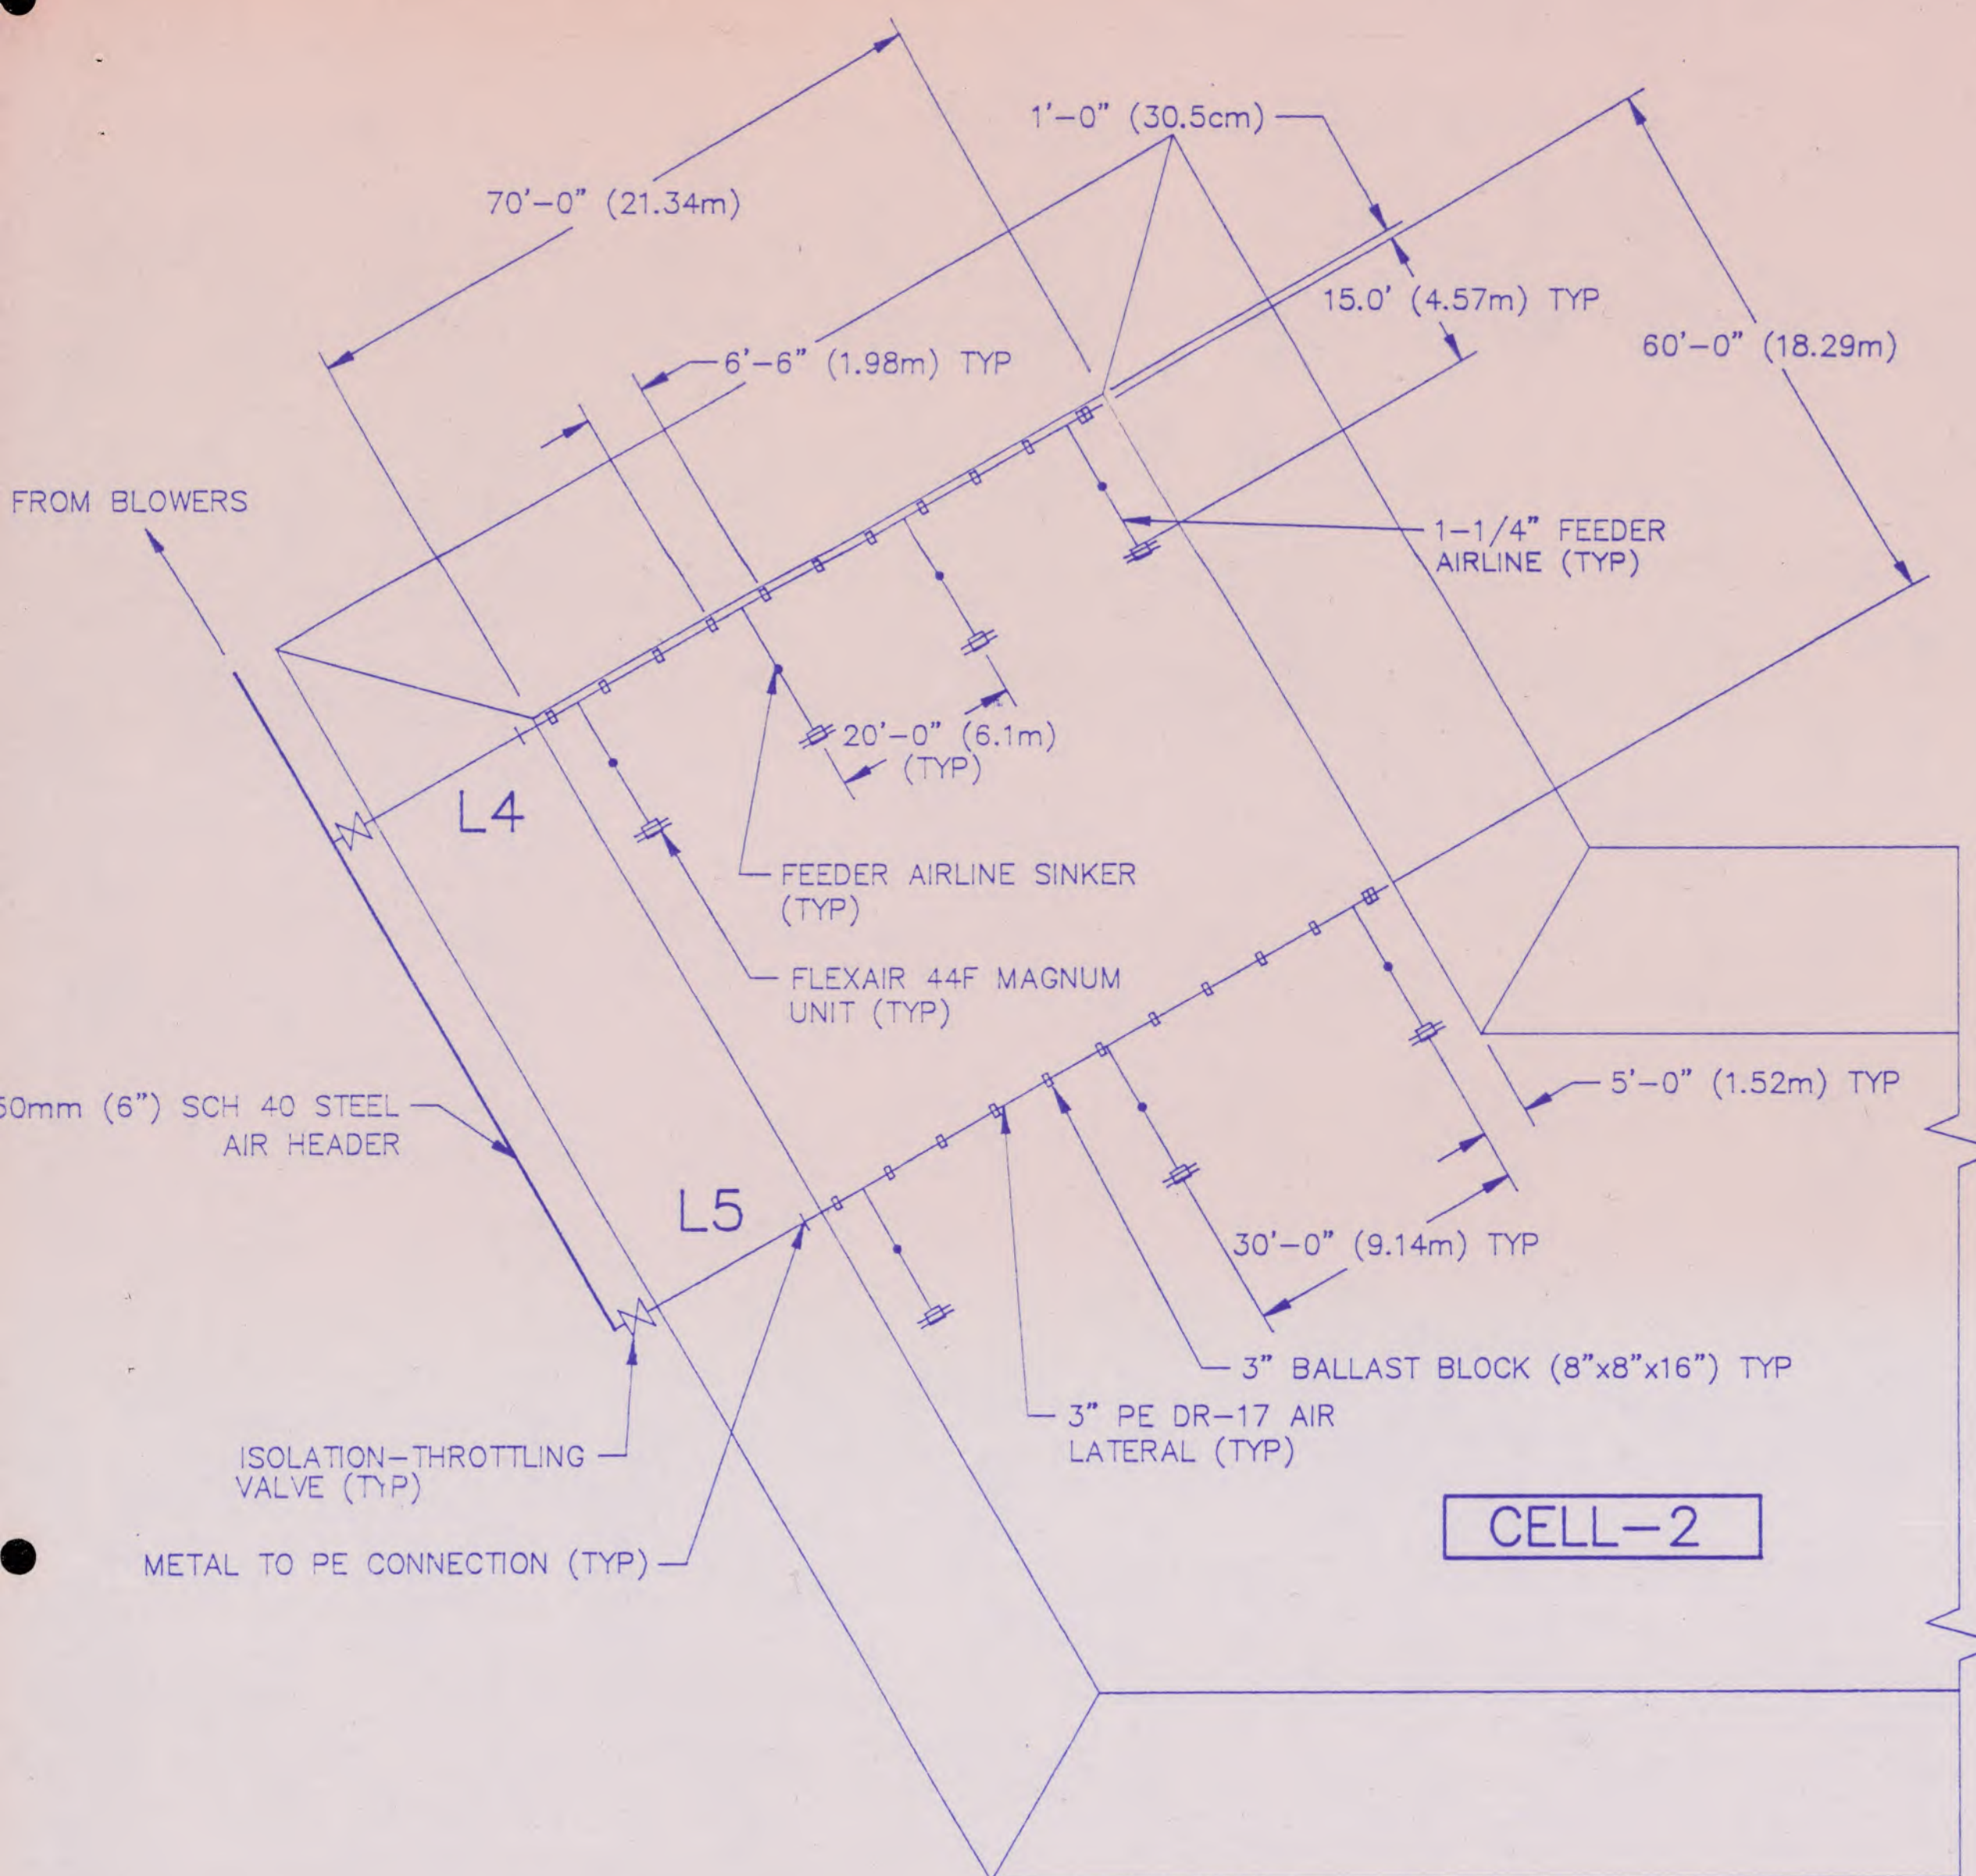 1'-0" (30.5cm)
70'-0" (21.34m)
15.0' (4.57m) TYP
60'-0" (18.29m)
6'-6" (1.98m) TYP
FROM BLOWERS
1-1/4" FEEDER
AIRLINE (TYP)
20'-0" (6.1m)
(TYP)
L4
FEEDER AIRLINE SINKER
(TYP)
FLEXAIR 44F MAGNUM
UNIT (TYP)
5'-0" (1.52m) TYP
50mm (6") SCH 40 STEEL
AIR HEADER
L5
30'-0" (9.14m) TYP
3" BALLAST BLOCK (8"x8"x16") TYP
3" PE DR-17 AIR
LATERAL (TYP)
ISOLATION-THROTTLING
VALVE (TYP)
CELL-2
METAL TO PE CONNECTION (TYP)